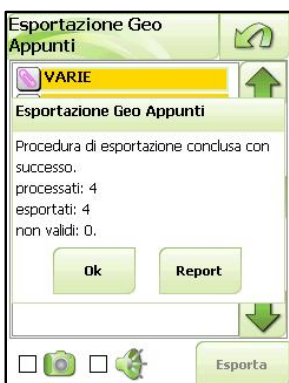 Esportazione Geo
Appunti
VARIE
Esportazione Geo Appunti
Procedura di esportazione conclusa con
successo.
processati: 4
esportati: 4
non validi: 0.
Ok Report
Esporta